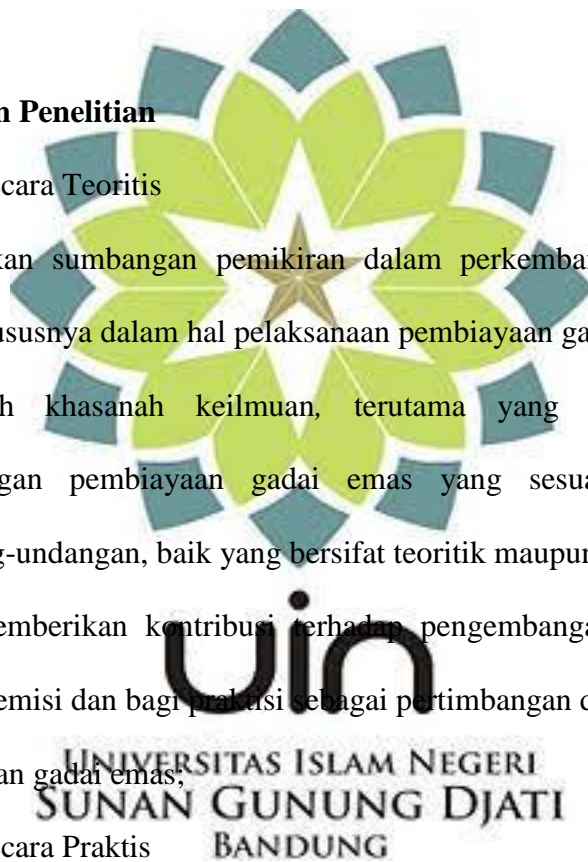 n Penelitian
cara Teoritis
kan sumbangan pemikiran dalam perkemba
ususnya dalam hal pelaksanaan pembiayaan ga
h khasanah keilmuan, terutama yang
gan pembiayaan gadai emas yang sesua
g-undangan, baik yang bersifat teoritik maupun
emberikan kontribusi terhadap pengembanga
uin
emisi dan bagi praktisi sebagai pertimbangan d
UNIVERSITAS ISLAM NEGERI
an gadai emas;
SUNAN GUNUNG DJATI
cara Praktis
BANDUNG